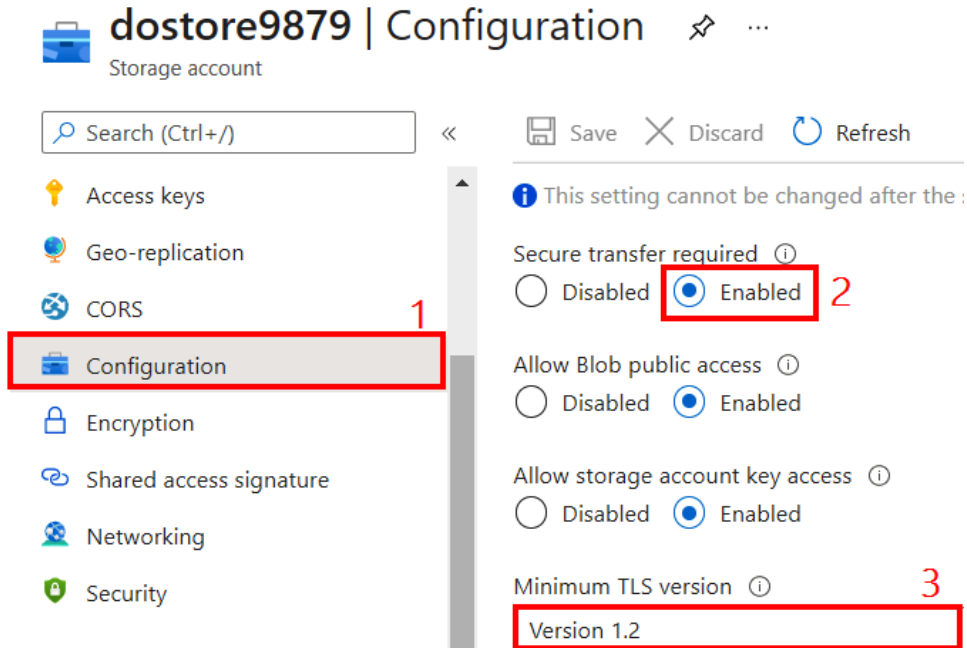 dostore9879 | Configuration
Storage account
Search (Ctrl+/)
Access keys
Geo-replication
CORS
1
Configuration
Encryption
Shared access signature
Networking
Security
Save Discard Refresh
This setting cannot be changed after the s
Secure transfer required
Disabled Enabled 2
Allow Blob public access
Disabled Enabled
Allow storage account key access
Disabled Enabled
Minimum TLS version 3
Version 1.2